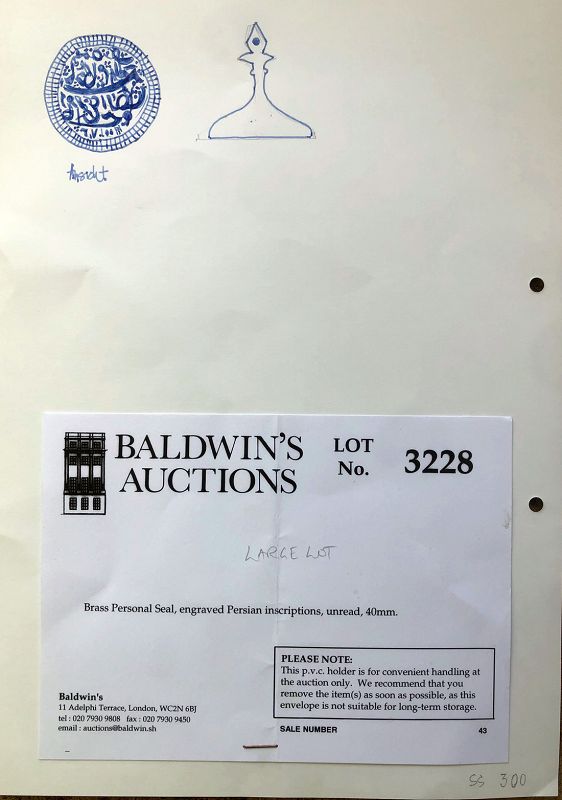 BALDWIN'S
AUCTIONS
LOT
No.
3228
LARGE LOT
Brass Personal Seal, engraved Persian inscriptions, unread, 40mm.
PLEASE NOTE:
This p.v.c. holder is for convenient handling at
the auction only. We recommend that you
remove the item(s) as soon as possible, as this
envelope is not suitable for long-term storage.
Baldwin's
11 Adelphi Terrace, London, WC2N 6BJ
tel : 020 7930 9808 fax : 020 7930 9450
email : auctions@baldwin.sh
SALE NUMBER 43
SS 300